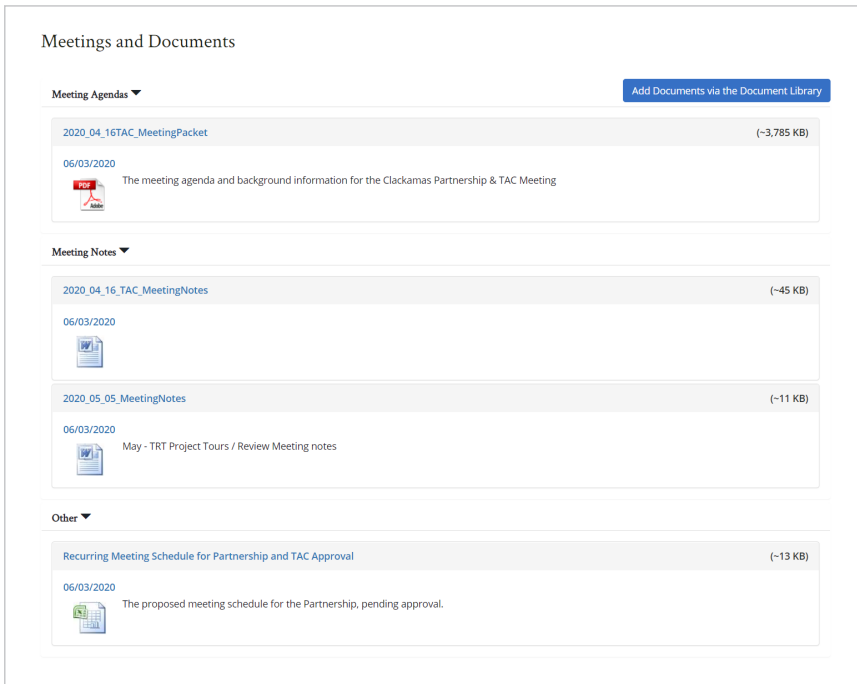 Meetings and Documents
Meeting Agendas
Add Documents via the Document Library
2020_04_16TAC_MeetingPacket
(~3,785 KB)
06/03/2020
PDF
Adobe
The meeting agenda and background information for the Clackamas Partnership & TAC Meeting
Meeting Notes
2020_04_16_TAC_MeetingNotes
(~45 KB)
06/03/2020
W
2020_05_05_MeetingNotes
(~11 KB)
06/03/2020
W
May - TRT Project Tours / Review Meeting notes
Other
Recurring Meeting Schedule for Partnership and TAC Approval
(~13 KB)
06/03/2020
The proposed meeting schedule for the Partnership, pending approval.